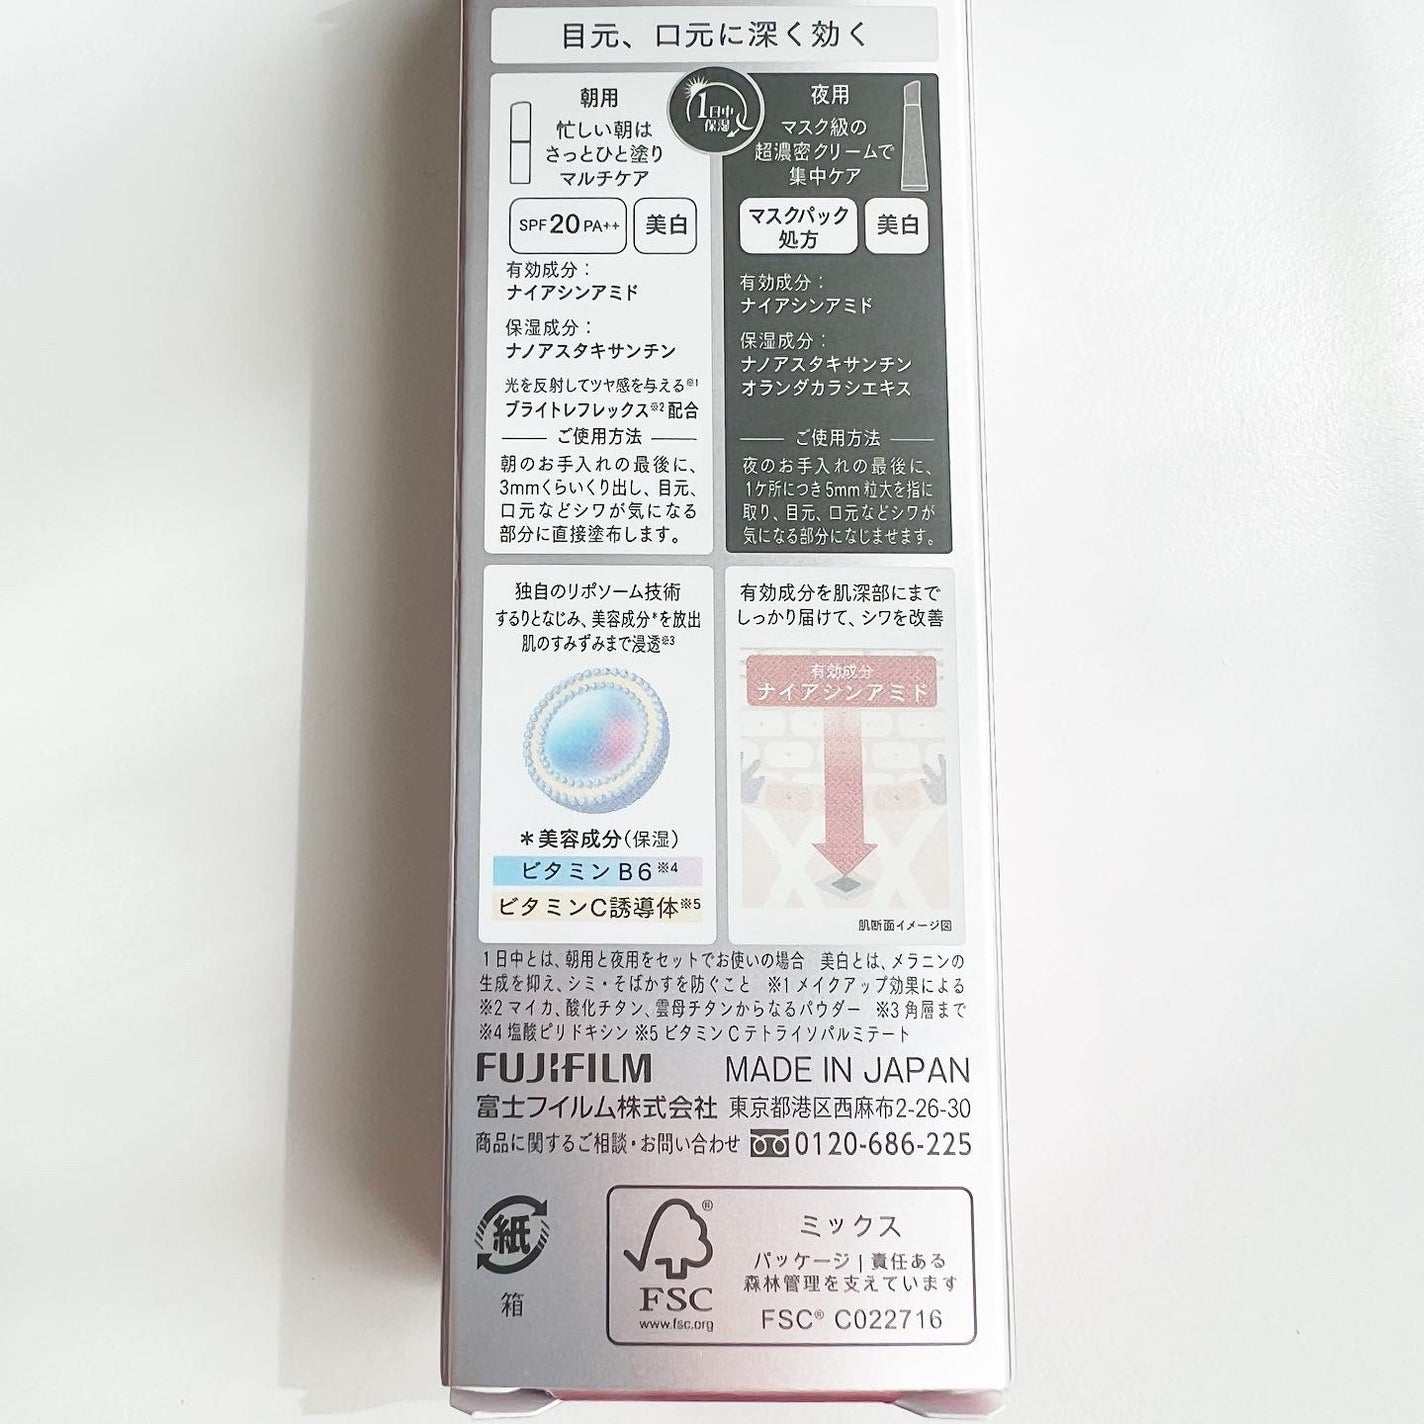 目元、口元に深く効く
朝用
忙しい朝は
さっとひと塗り
マルチケア
SPF20 PA++
美白
有効成分：
ナイアシンアミド
保湿成分：
ナノアスタキサンチン
光を反射してツヤ感を与える※1
ブライトレフレックス※2配合
ご使用方法
朝のお手入れの最後に、
3mmくらいくり出し、目元、
口元などシワが気になる
部分に直接塗布します。
1日中
保湿
夜用
マスク級の
超濃密クリームで
集中ケア
マスクパック
処方
美白
有効成分：
ナイアシンアミド
保湿成分：
ナノアスタキサンチン
オランダカラシエキス
ご使用方法
夜のお手入れの最後に、
1ケ所につき5mm粒大を指に
取り、目元、口元などシワが
気になる部分になじませます。
独自のリポソーム技術
するりとなじみ、美容成分*を放出
肌のすみずみまで浸透※3
＊美容成分(保湿)
ビタミンB6※4
ビタミンC誘導体※5
有効成分を肌深部にまで
しっかり届けて、シワを改善
有効成分
ナイアシンアミド
肌断面イメージ図
1日中とは、朝用と夜用をセットでお使いの場合　美白とは、メラニンの
生成を抑え、シミ・そばかすを防ぐこと　※1 メイクアップ効果による
※2 マイカ、酸化チタン、雲母チタンからなるパウダー　※3 角層まで
※4 塩酸ピリドキシン ※5 ビタミンCテトライソパルミテート
FUJIFILM MADE IN JAPAN
富士フイルム株式会社 東京都港区西麻布2-26-30
商品に関するご相談・お問い合わせ 0120-686-225
紙
箱
FSC
www.fsc.org
ミックス
パッケージ | 責任ある
森林管理を支えています
FSC® C022716